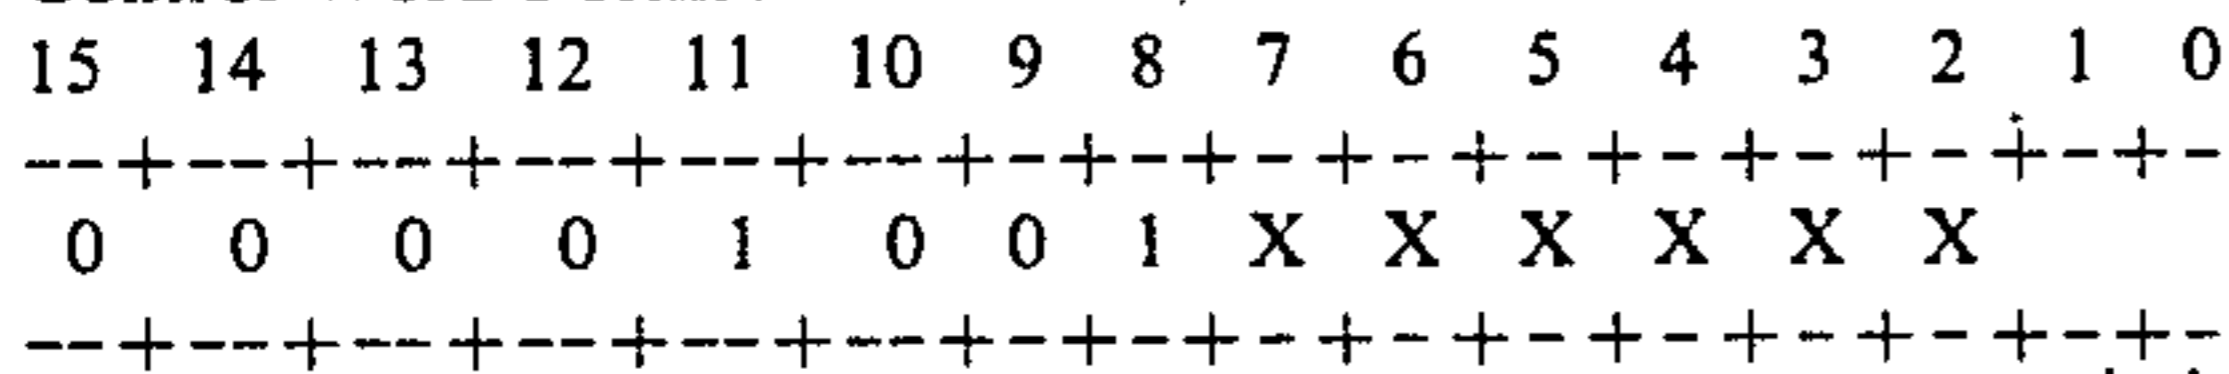 15 14 13 12 11 10 9 8 7 6 5 4 3 2 1 0
--+---+---+---+---+---+-+-+-+-+-+-+-+-+-+-
0 0 0 0 1 0 0 1 X X X X X X
--+---+---+---+---+---+-+-+-+-+-+-+-+-+-+-